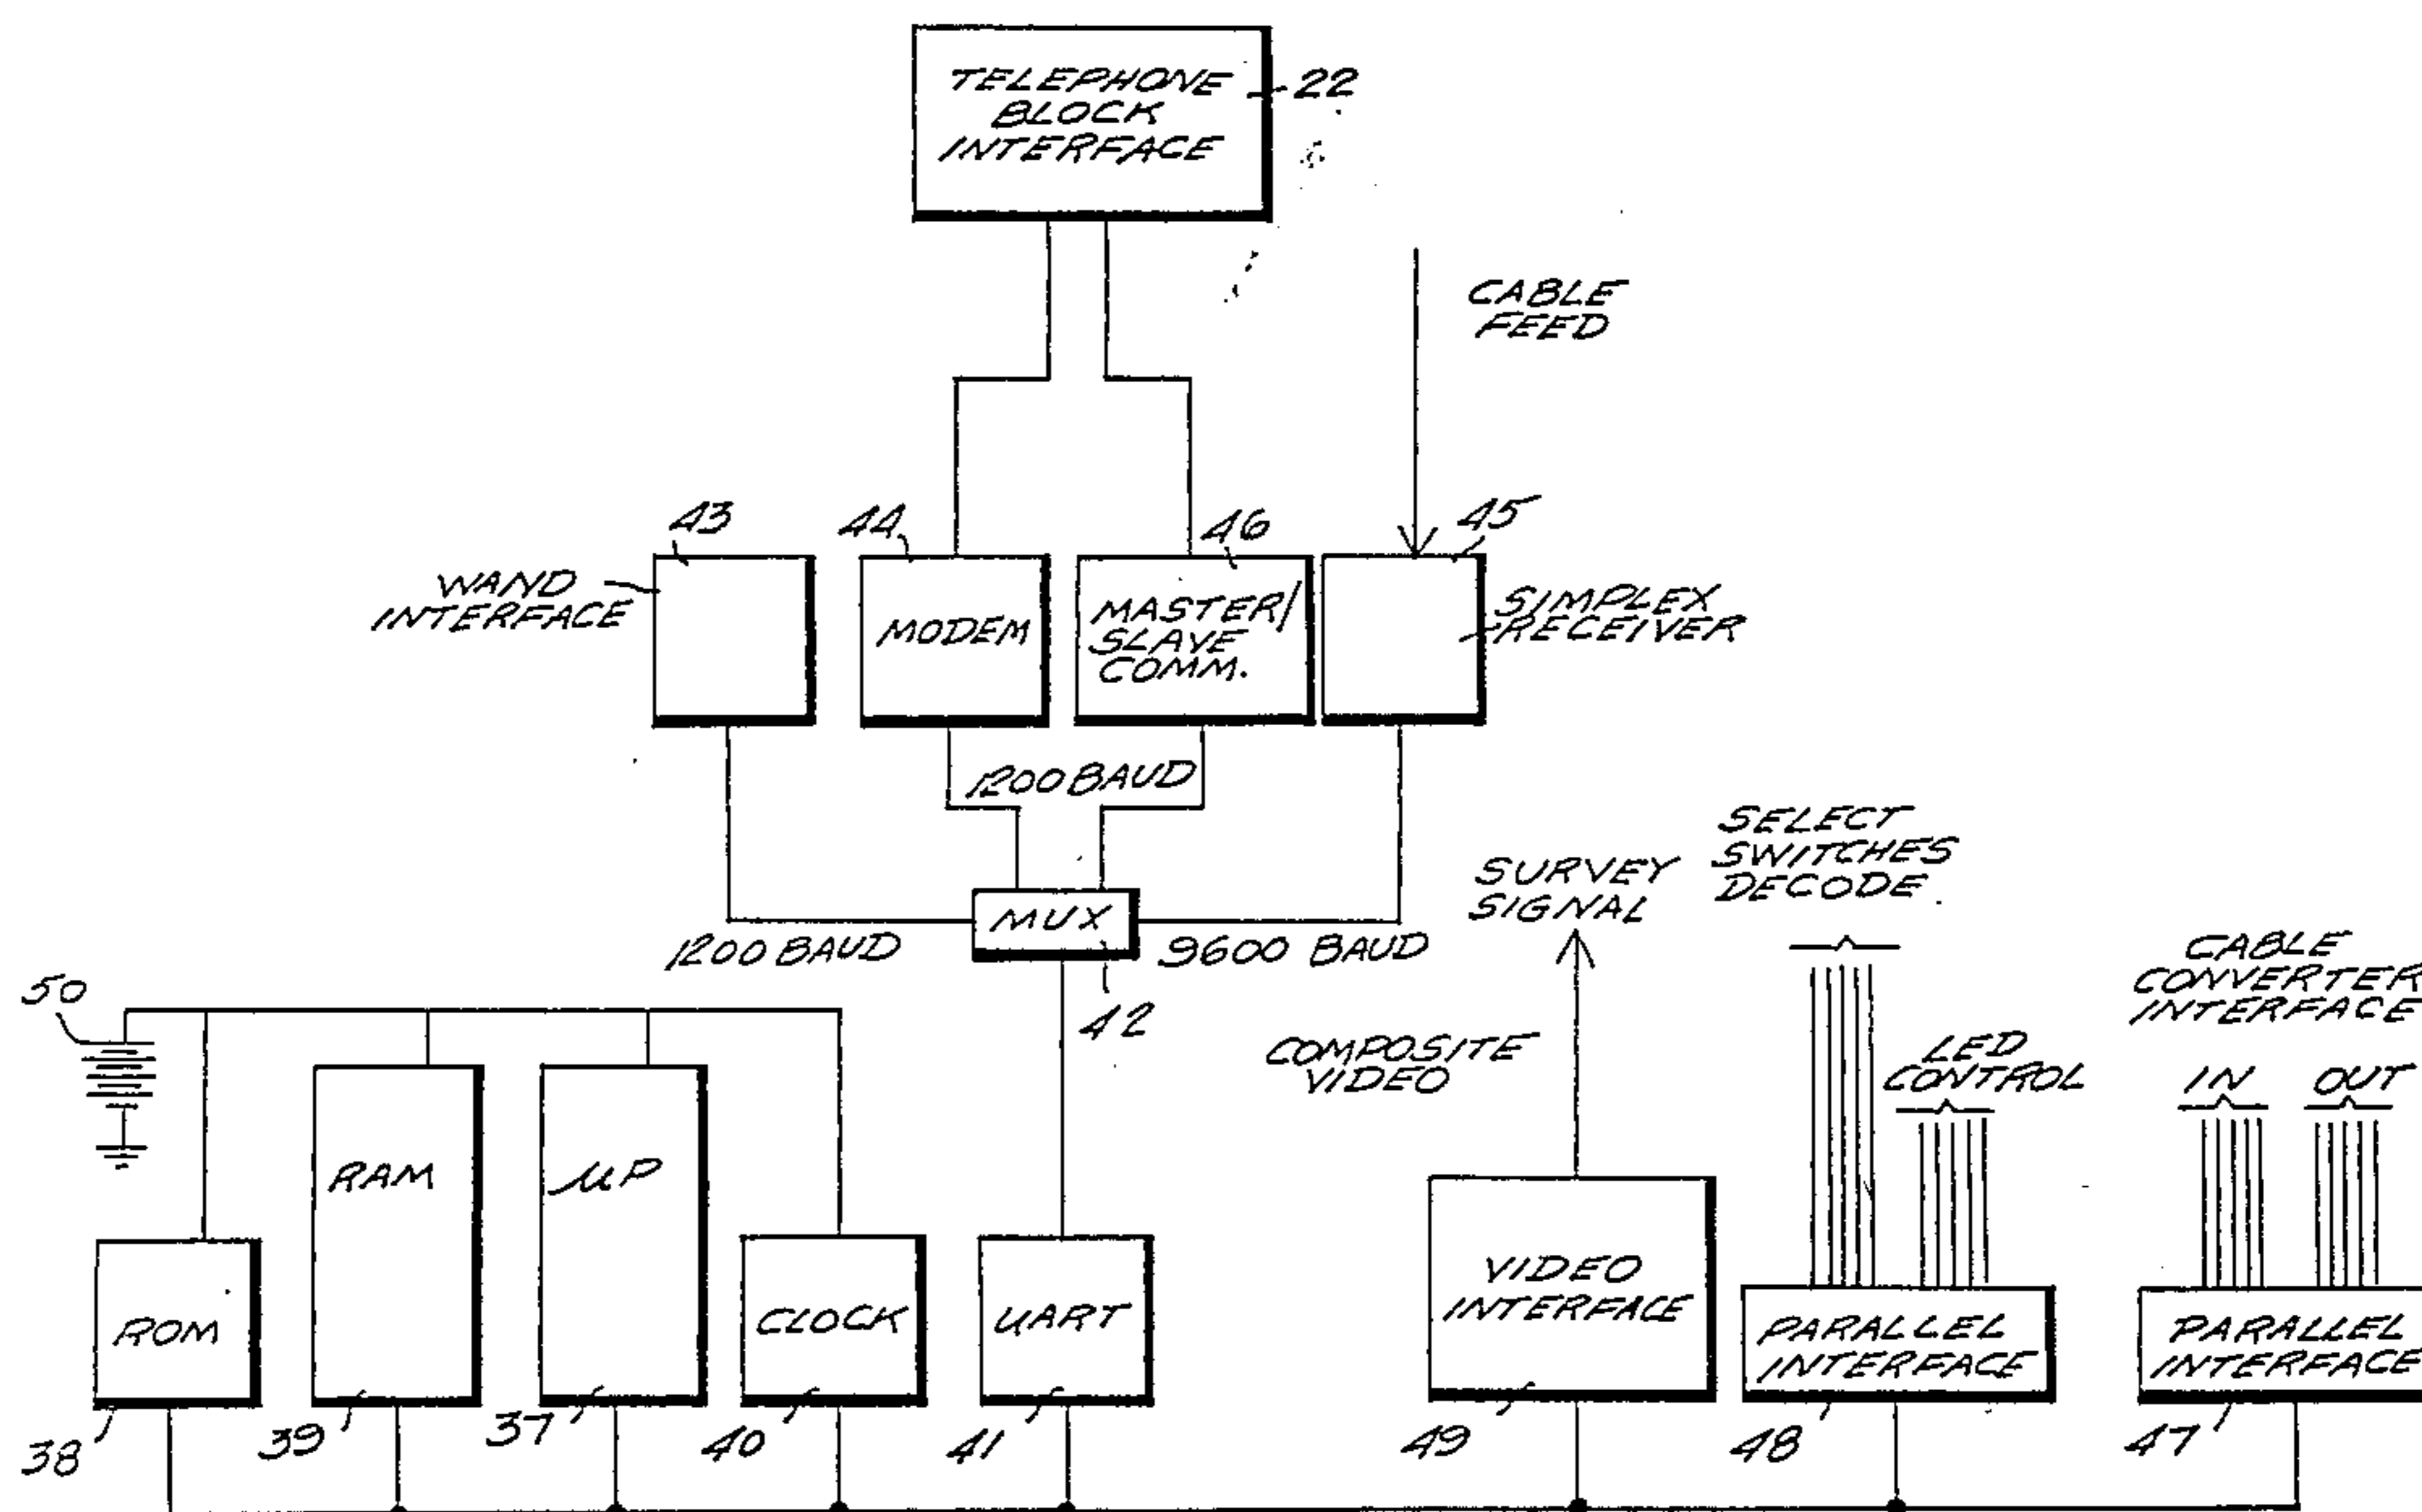 TELEPHONE
BLOCK
INTERFACE
22
CABLE
FEED
43
44
46
45
WAND
INTERFACE
MODEM
MASTER/
SLAVE
COMM.
SIMPLEX
RECEIVER
1200 BAUD
SELECT
SWITCHES
DECODE
SURVEY
SIGNAL
MUX
1200 BAUD
9600 BAUD
42
CABLE
CONVERTER
INTERFACE
50
COMPOSITE
VIDEO
LED
CONTROL
IN
OUT
RAM
μP
ROM
CLOCK
UART
VIDEO
INTERFACE
PARALLEL
INTERFACE
PARALLEL
INTERFACE
38
39
37
40
41
49
48
47